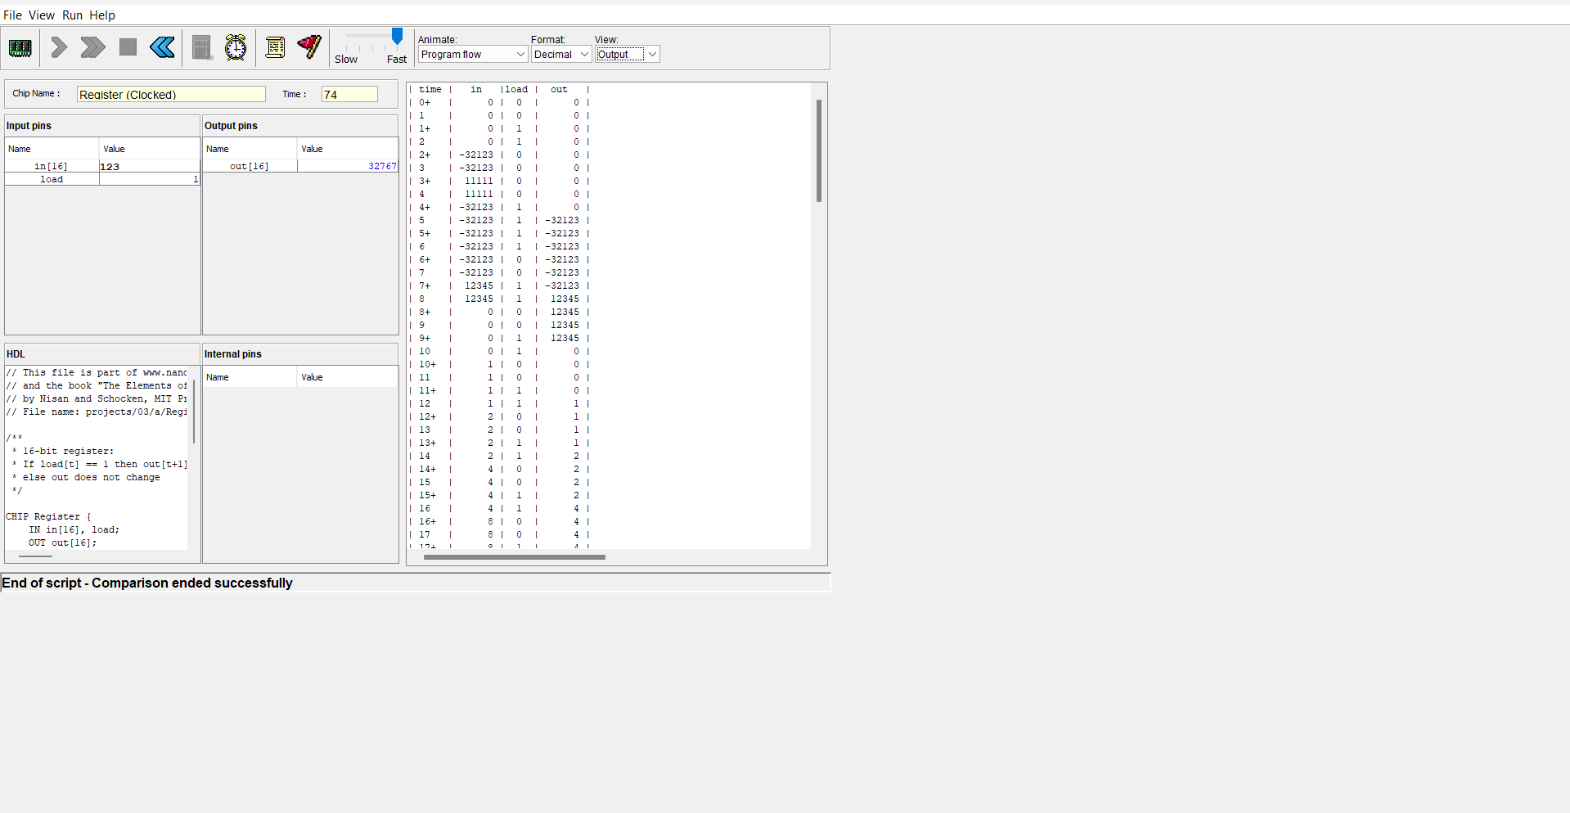 File View Run Help
Slow Fast
Animate: Format: View:
Program flow Decimal Output
Chip Name : Register (Clocked) Time : 74
Input pins
Name Value
in[16] 123
load 1
Output pins
Name Value
out[16] 32767
HDL
// This file is part of www.nand
// and the book "The Elements of
// by Nisan and Schocken, MIT Pr
// File name: projects/03/a/Regi
/**
* 16-bit register:
* If load[t] == 1 then out[t+1]
* else out does not change
*/
CHIP Register {
IN in[16], load;
OUT out[16];
Internal pins
Name Value
| time | in |load | out |
| 0+ | 0 | 0 | 0 |
| 1 | 0 | 0 | 0 |
| 1+ | 0 | 1 | 0 |
| 2 | 0 | 1 | 0 |
| 2+ | -32123 | 0 | 0 |
| 3 | -32123 | 0 | 0 |
| 3+ | 11111 | 0 | 0 |
| 4 | 11111 | 0 | 0 |
| 4+ | -32123 | 1 | 0 |
| 5 | -32123 | 1 | -32123 |
| 5+ | -32123 | 1 | -32123 |
| 6 | -32123 | 1 | -32123 |
| 6+ | -32123 | 0 | -32123 |
| 7 | -32123 | 0 | -32123 |
| 7+ | 12345 | 1 | -32123 |
| 8 | 12345 | 1 | 12345 |
| 8+ | 0 | 0 | 12345 |
| 9 | 0 | 0 | 12345 |
| 9+ | 0 | 1 | 12345 |
| 10 | 0 | 1 | 0 |
| 10+ | 1 | 0 | 0 |
| 11 | 1 | 0 | 0 |
| 11+ | 1 | 1 | 0 |
| 12 | 1 | 1 | 1 |
| 12+ | 2 | 0 | 1 |
| 13 | 2 | 0 | 1 |
| 13+ | 2 | 1 | 1 |
| 14 | 2 | 1 | 2 |
| 14+ | 4 | 0 | 2 |
| 15 | 4 | 0 | 2 |
| 15+ | 4 | 1 | 2 |
| 16 | 4 | 1 | 4 |
| 16+ | 8 | 0 | 4 |
| 17 | 8 | 0 | 4 |
| 17+ | 8 | 1 | 4 |
End of script - Comparison ended successfully